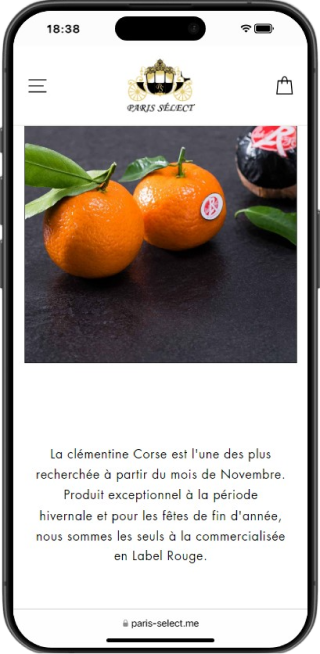 18:38
PARIS SÉLECT
La clémentine Corse est l'une des plus
recherchée à partir du mois de Novembre.
Produit exceptionnel à la période
hivernale et pour les fêtes de fin d'année,
nous sommes les seuls à la commercialisée
en Label Rouge.
paris-select.me